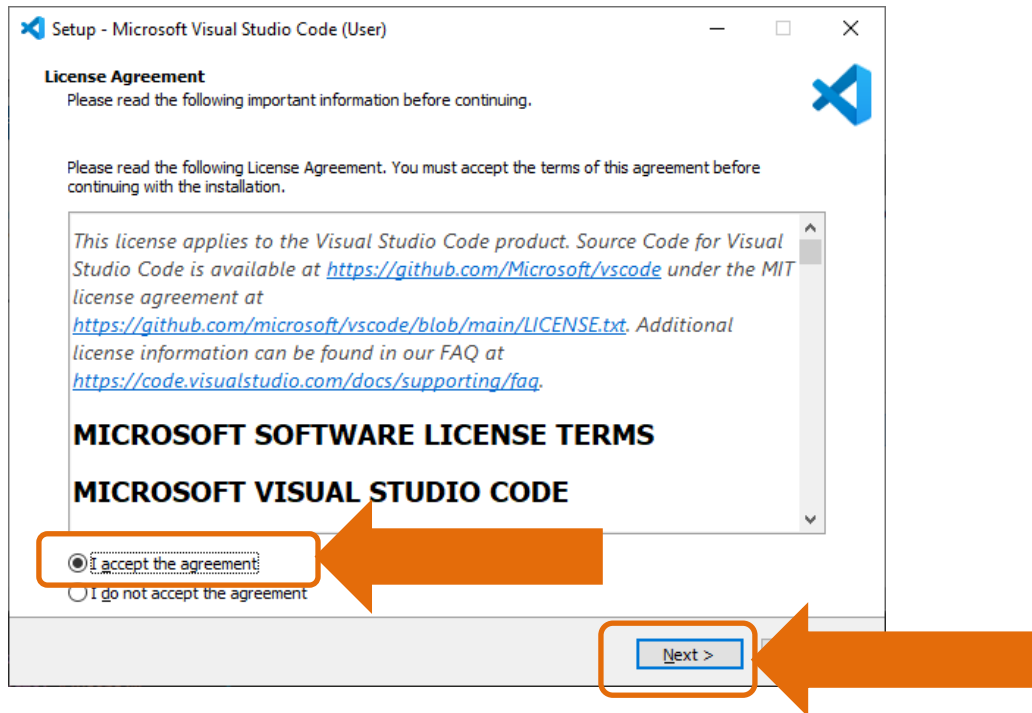 Setup - Microsoft Visual Studio Code (User)
License Agreement
Please read the following important information before continuing.
Please read the following License Agreement. You must accept the terms of this agreement before
continuing with the installation.
This license applies to the Visual Studio Code product. Source Code for Visual
Studio Code is available at https://github.com/Microsoft/vscode under the MIT
license agreement at
https://github.com/microsoft/vscode/blob/main/LICENSE.txt. Additional
license information can be found in our FAQ at
https://code.visualstudio.com/docs/supporting/faq.
MICROSOFT SOFTWARE LICENSE TERMS
MICROSOFT VISUAL STUDIO CODE
I accept the agreement
I do not accept the agreement
Next >